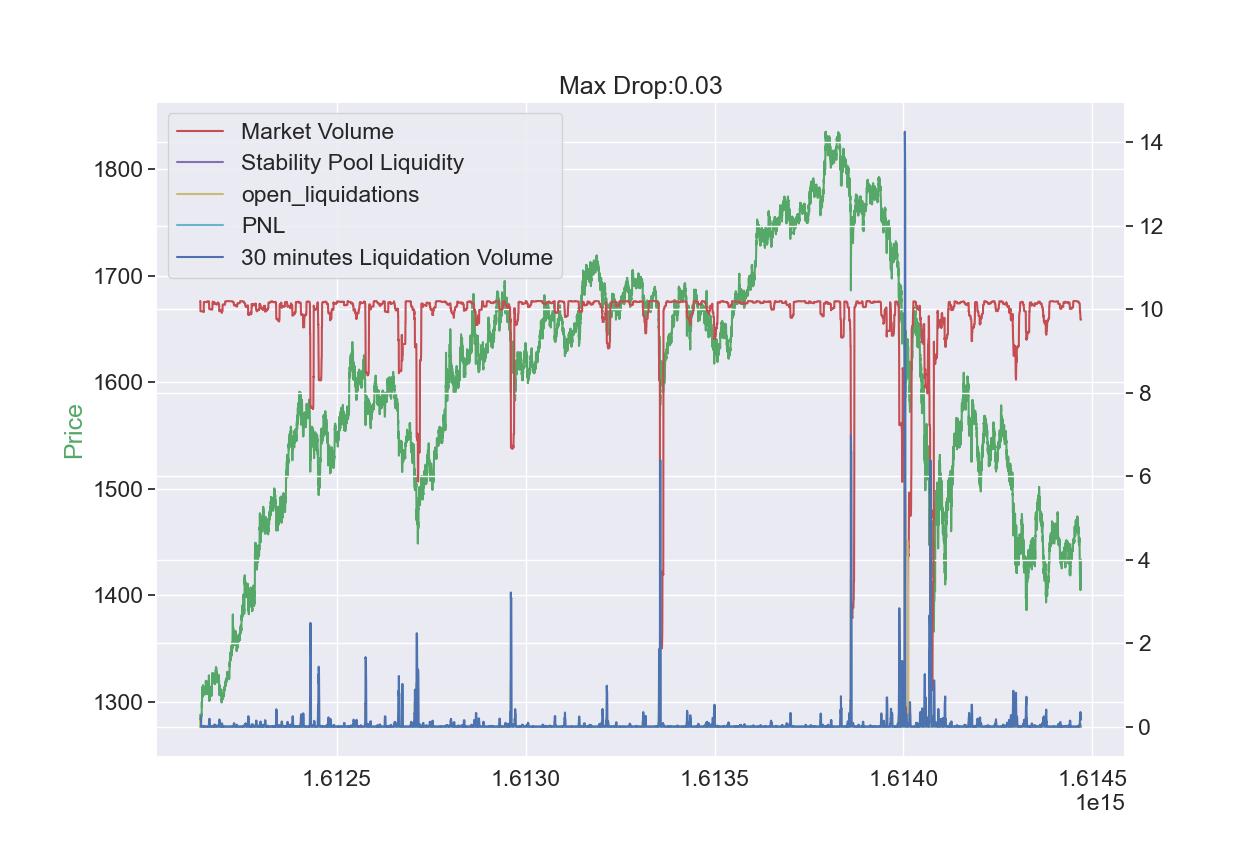 Max Drop:0.03
Market Volume
Stability Pool Liquidity
open_liquidations
PNL
30 minutes Liquidation Volume
Price
1800
1700
1600
1500
1400
1300
14
12
10
8
6
4
2
0
1.6125
1.6130
1.6135
1.6140
1.6145
1e15